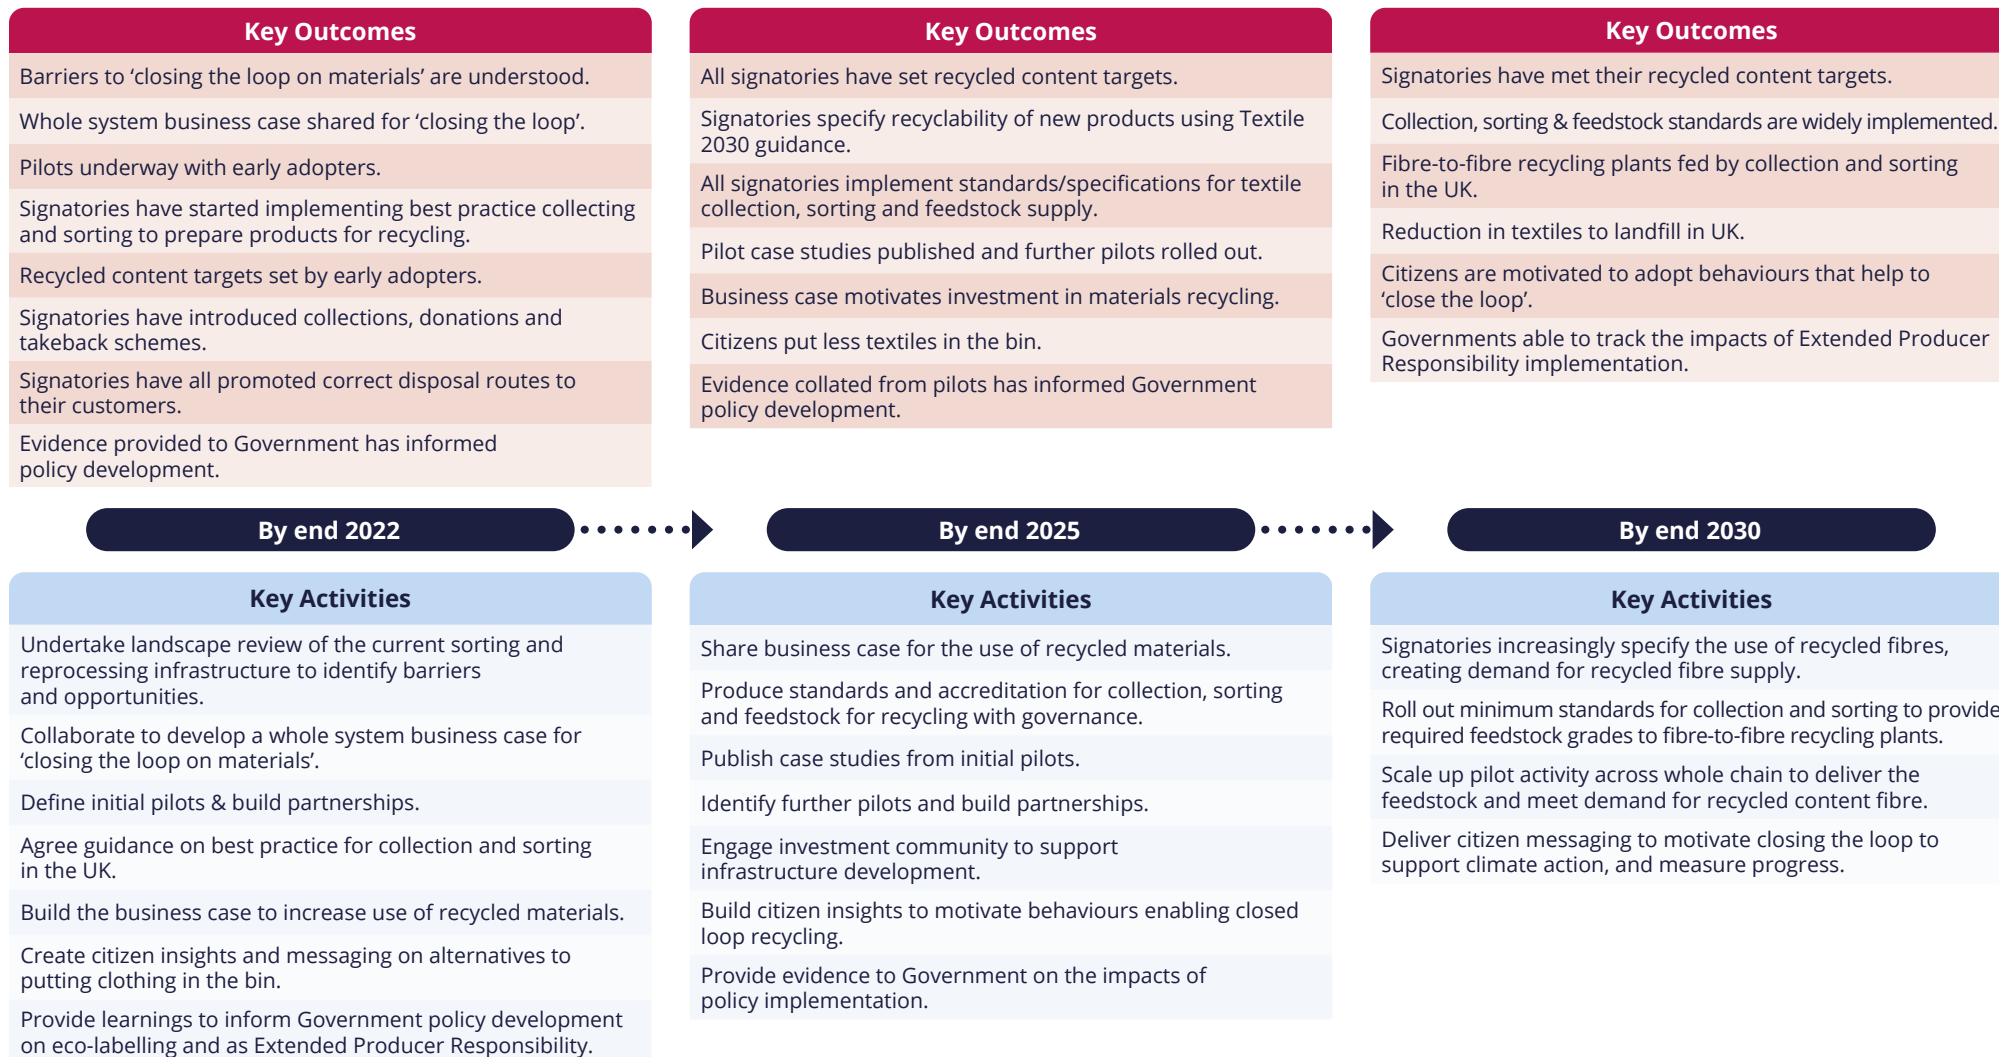 Key Outcomes
Barriers to ‘closing the loop on materials’ are understood.
Whole system business case shared for ‘closing the loop’.
Pilots underway with early adopters.
Signatories have started implementing best practice collecting
and sorting to prepare products for recycling.
Recycled content targets set by early adopters.
Signatories have introduced collections, donations and
takeback schemes.
Signatories have all promoted correct disposal routes to
their customers.
Evidence provided to Government has informed
policy development.
Key Outcomes
All signatories have set recycled content targets.
Signatories specify recyclability of new products using Textile
2030 guidance.
All signatories implement standards/specifications for textile
collection, sorting and feedstock supply.
Pilot case studies published and further pilots rolled out.
Business case motivates investment in materials recycling.
Citizens put less textiles in the bin.
Evidence collated from pilots has informed Government
policy development.
Key Outcomes
Signatories have met their recycled content targets.
Collection, sorting & feedstock standards are widely implemented.
Fibre-to-fibre recycling plants fed by collection and sorting
in the UK.
Reduction in textiles to landfill in UK.
Citizens are motivated to adopt behaviours that help to
‘close the loop’.
Governments able to track the impacts of Extended Producer
Responsibility implementation.
By end 2022
By end 2025
By end 2030
Key Activities
Undertake landscape review of the current sorting and
reprocessing infrastructure to identify barriers
and opportunities.
Collaborate to develop a whole system business case for
‘closing the loop on materials’.
Define initial pilots & build partnerships.
Agree guidance on best practice for collection and sorting
in the UK.
Build the business case to increase use of recycled materials.
Create citizen insights and messaging on alternatives to
putting clothing in the bin.
Provide learnings to inform Government policy development
on eco-labelling and as Extended Producer Responsibility.
Key Activities
Share business case for the use of recycled materials.
Produce standards and accreditation for collection, sorting
and feedstock for recycling with governance.
Publish case studies from initial pilots.
Identify further pilots and build partnerships.
Engage investment community to support
infrastructure development.
Build citizen insights to motivate behaviours enabling closed
loop recycling.
Provide evidence to Government on the impacts of
policy implementation.
Key Activities
Signatories increasingly specify the use of recycled fibres,
creating demand for recycled fibre supply.
Roll out minimum standards for collection and sorting to provide
required feedstock grades to fibre-to-fibre recycling plants.
Scale up pilot activity across whole chain to deliver the
feedstock and meet demand for recycled content fibre.
Deliver citizen messaging to motivate closing the loop to
support climate action, and measure progress.